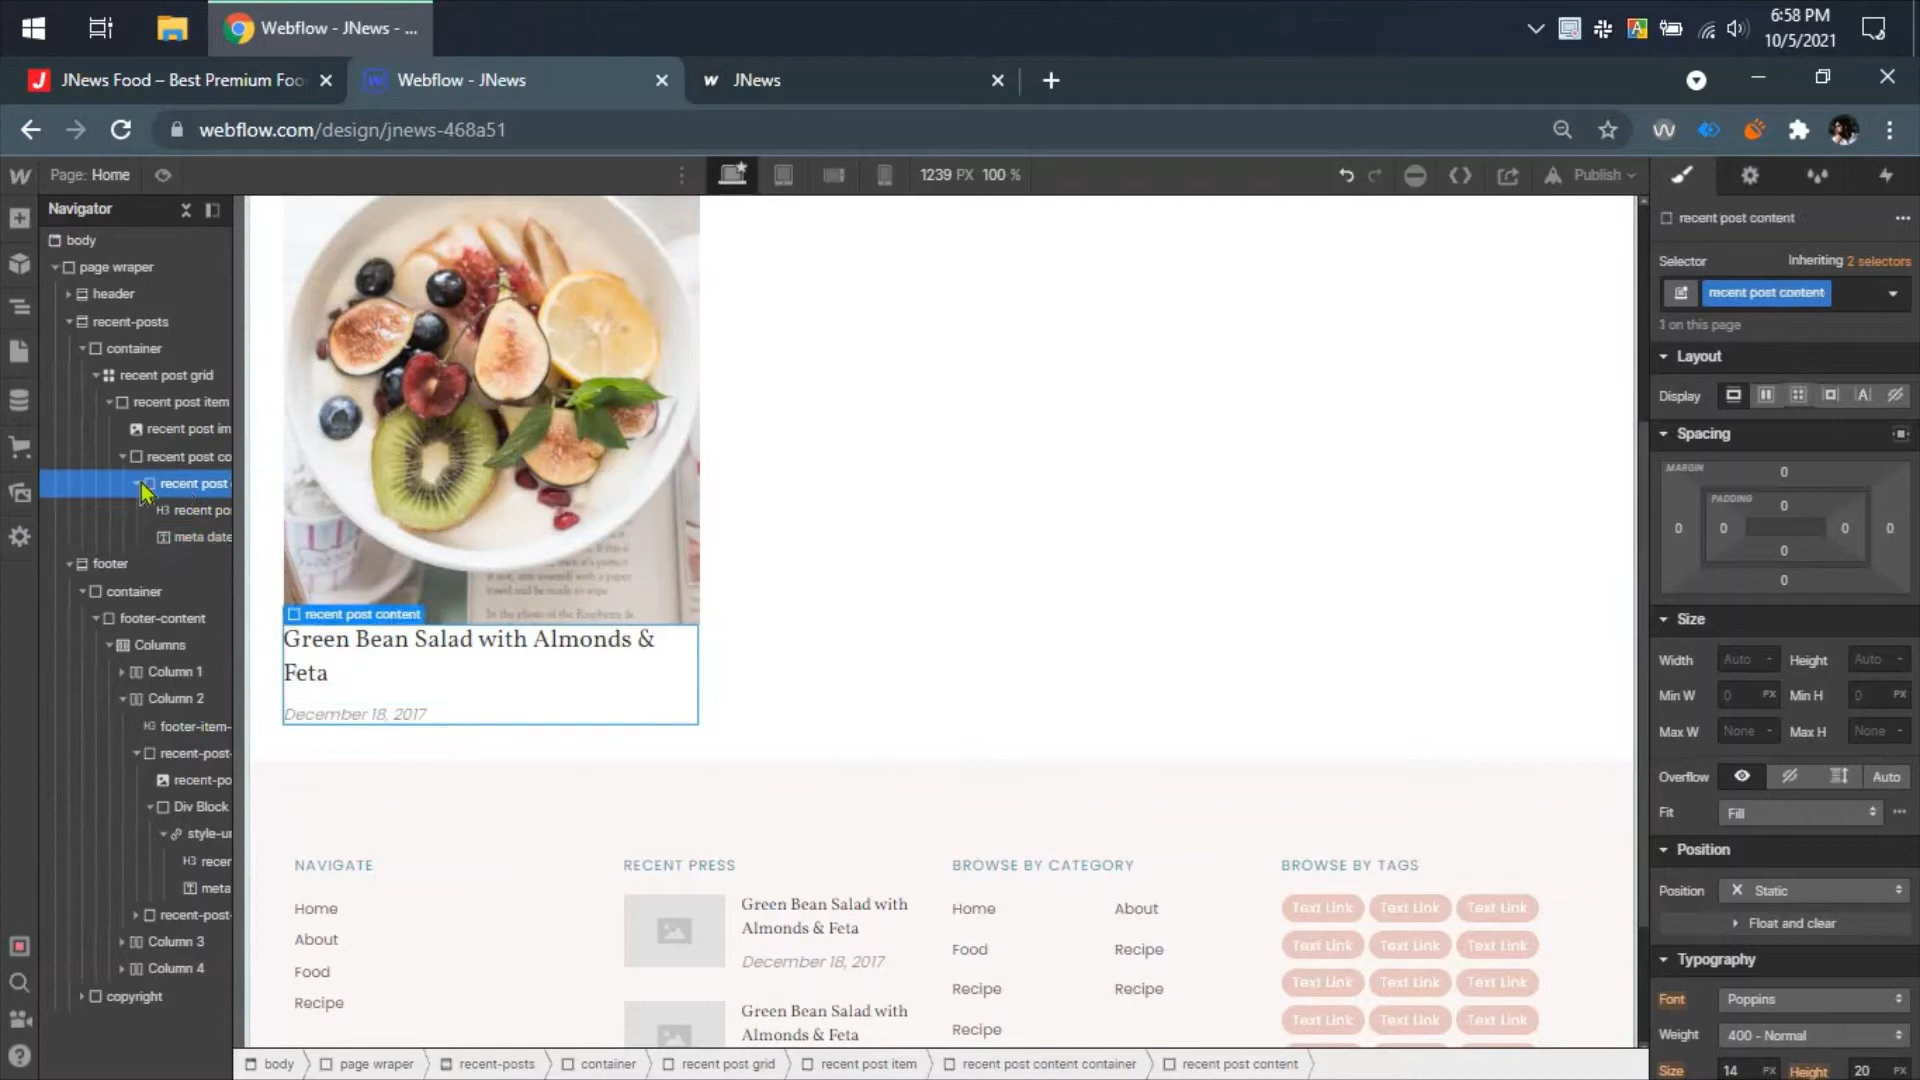 Webflow - JNews - ...
6:58 PM
10/5/2021
JNews Food – Best Premium Foo
Webflow - JNews
JNews
webflow.com/design/jnews-468a51
Page: Home
1239 PX 100 %
Publish
Navigator
body
page wraper
header
recent-posts
container
recent post grid
recent post item
recent post im
recent post co
recent post
H3 recent po
meta date
footer
container
footer-content
Columns
Column 1
Column 2
H3 footer-item-
recent-post-
recent-po
Div Block
style-ur
H3 recer
meta
recent-post-
Column 3
Column 4
copyright
recent post content
Green Bean Salad with Almonds &
Feta
December 18, 2017
NAVIGATE
Home
About
Food
Recipe
RECENT PRESS
Green Bean Salad with
Almonds & Feta
December 18, 2017
Green Bean Salad with
Almonds & Feta
BROWSE BY CATEGORY
Home About
Food Recipe
Recipe Recipe
Recipe
BROWSE BY TAGS
Text Link Text Link Text Link
Text Link Text Link Text Link
Text Link Text Link Text Link
Text Link Text Link Text Link
body page wraper recent-posts container recent post grid recent post item recent post content container recent post content
recent post content
Selector Inheriting 2 selectors
recent post content
1 on this page
Layout
Display
Spacing
MARGIN
0
PADDING
0
0 0 0 0
0
0
Size
Width Auto - Height Auto -
Min W 0 PX Min H 0 PX
Max W None - Max H None -
Overflow Auto
Fit Fill
Position
Position Static
Float and clear
Typography
Font Poppins
Weight 400 - Normal
Size 14 PX Height 20 PX